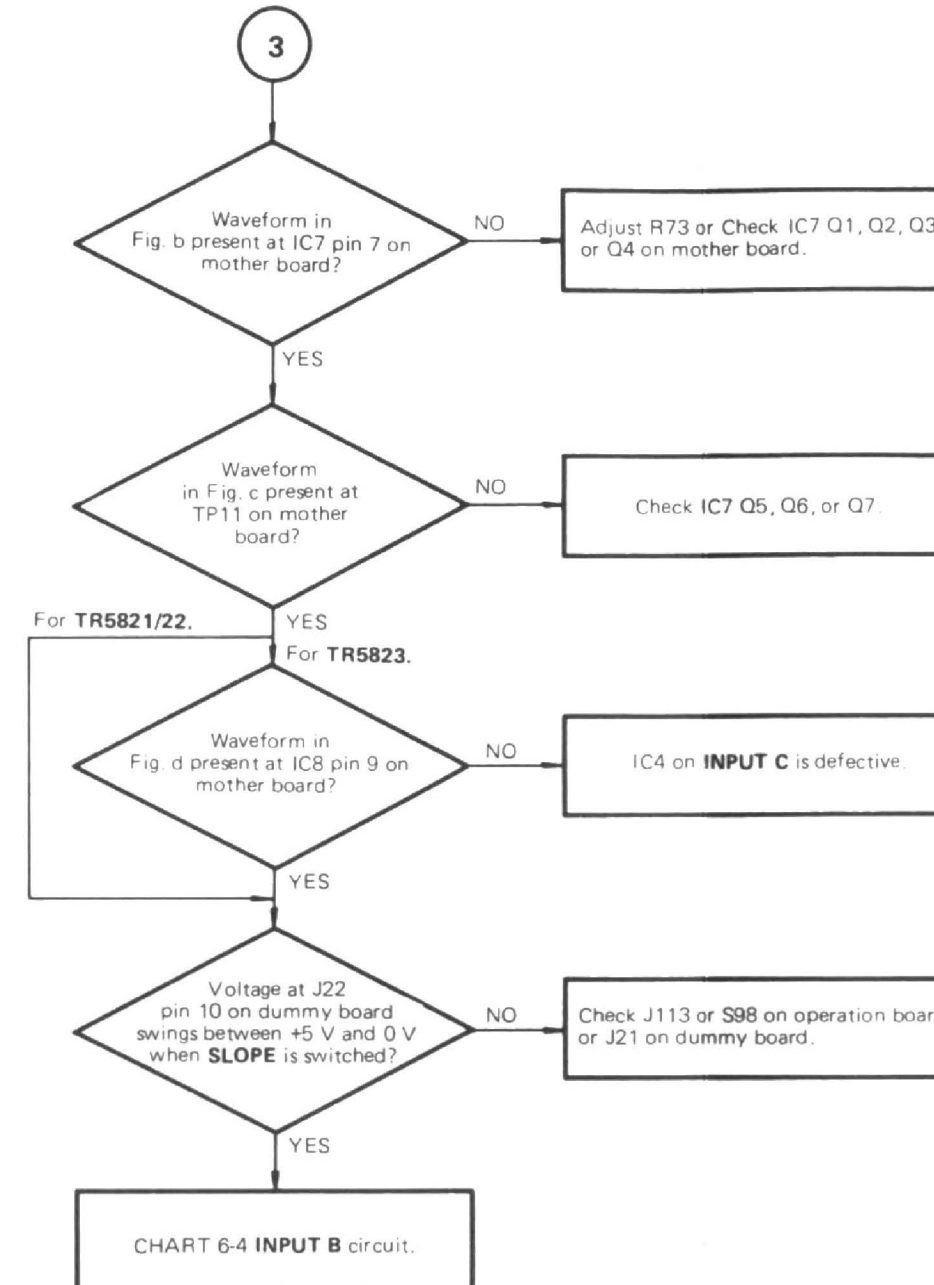 3
Waveform in
Fig. b present at IC7 pin 7 on
mother board?
NO
Adjust R73 or Check IC7 Q1, Q2, Q3
or Q4 on mother board.
YES
Waveform
in Fig. c present at
TP11 on mother
board?
NO
Check IC7 Q5, Q6, or Q7.
For TR5821/22.
YES
For TR5823.
Waveform in
Fig. d present at IC8 pin 9 on
mother board?
NO
IC4 on INPUT C is defective.
YES
Voltage at J22
pin 10 on dummy board
swings between +5 V and 0 V
when SLOPE is switched?
NO
Check J113 or S98 on operation boar
or J21 on dummy board.
YES
CHART 6-4 INPUT B circuit.